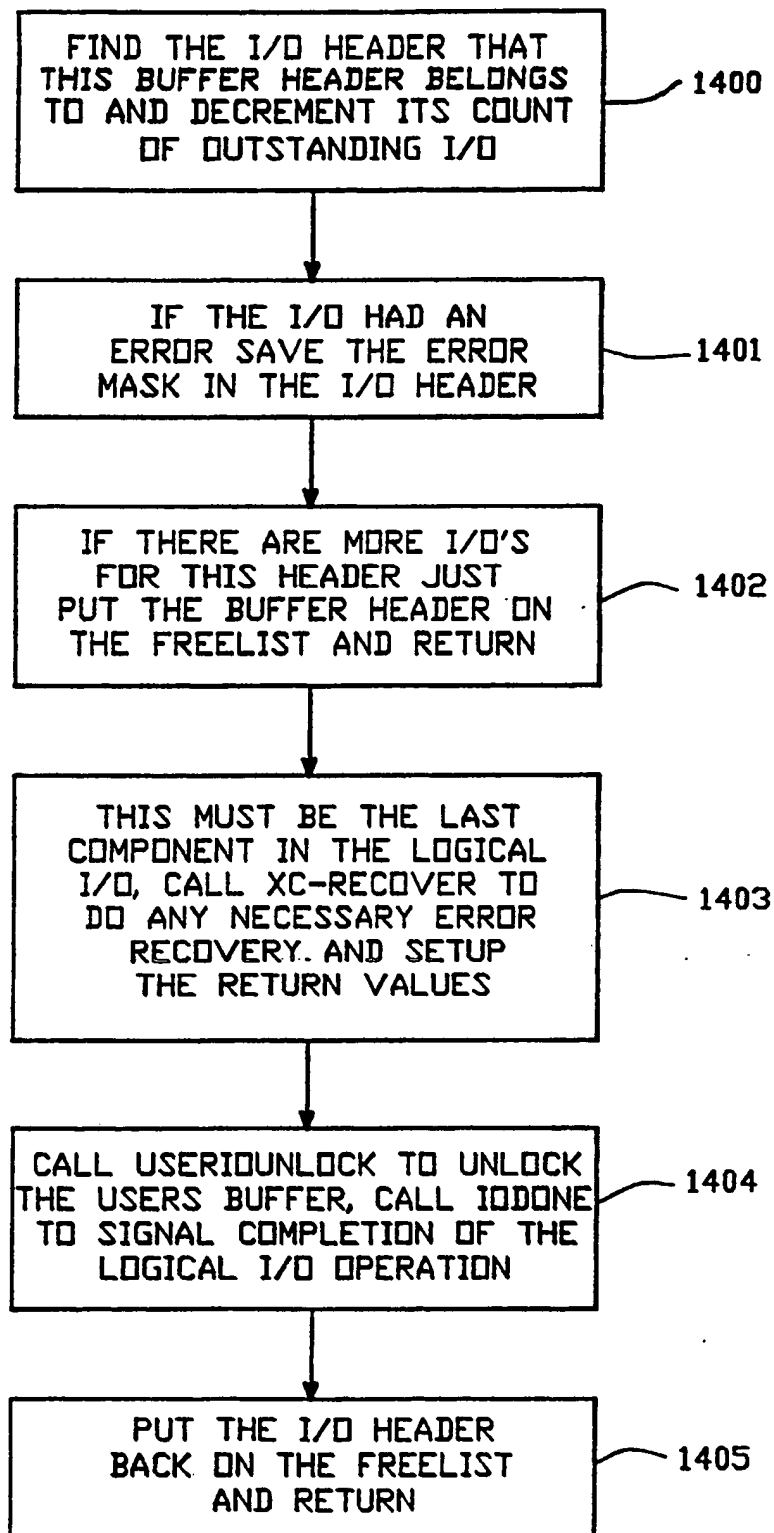 FIND THE I/O HEADER THAT
THIS BUFFER HEADER BELONGS
TO AND DECREMENT ITS COUNT
OF OUTSTANDING I/O
1400
IF THE I/O HAD AN
ERROR SAVE THE ERROR
MASK IN THE I/O HEADER
1401
IF THERE ARE MORE I/O'S
FOR THIS HEADER JUST
PUT THE BUFFER HEADER ON
THE FREELIST AND RETURN
1402
THIS MUST BE THE LAST
COMPONENT IN THE LOGICAL
I/O, CALL XC-RECOVER TO
DO ANY NECESSARY ERROR
RECOVERY. AND SETUP
THE RETURN VALUES
1403
CALL USERIOUNLOCK TO UNLOCK
THE USERS BUFFER, CALL IODONE
TO SIGNAL COMPLETION OF THE
LOGICAL I/O OPERATION
1404
PUT THE I/O HEADER
BACK ON THE FREELIST
AND RETURN
1405